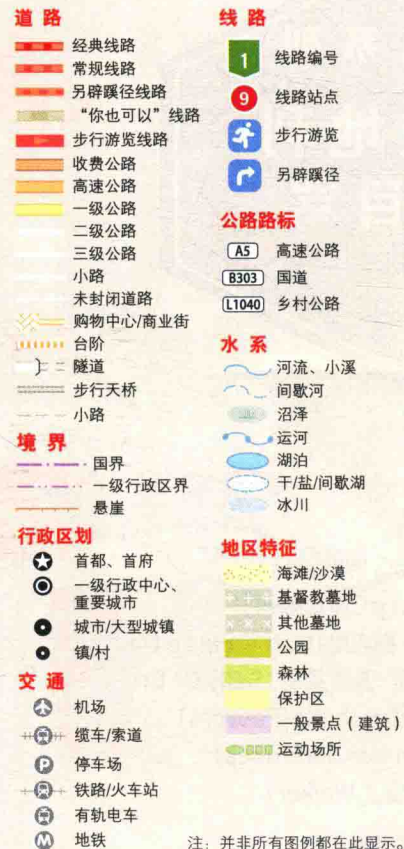 道路
经典线路
常规线路
另辟蹊径线路
“你也可以”线路
步行游览线路
收费公路
高速公路
一级公路
二级公路
三级公路
小路
未封闭道路
购物中心/商业街
台阶
隧道
步行天桥
小路
境界
国界
一级行政区界
悬崖
行政区划
首都、首府
一级行政中心、
重要城市
城市/大型城镇
镇/村
交通
机场
缆车/索道
P 停车场
铁路/火车站
有轨电车
M 地铁
线路
1 线路编号
9 线路站点
步行游览
另辟蹊径
公路路标
A5 高速公路
B303 国道
L1040 乡村公路
水系
河流、小溪
间歇河
沼泽
运河
湖泊
干/盐/间歇湖
冰川
地区特征
海滩/沙漠
基督教墓地
其他墓地
公园
森林
保护区
一般景点（建筑）
运动场所
注：并非所有图例都在此显示。